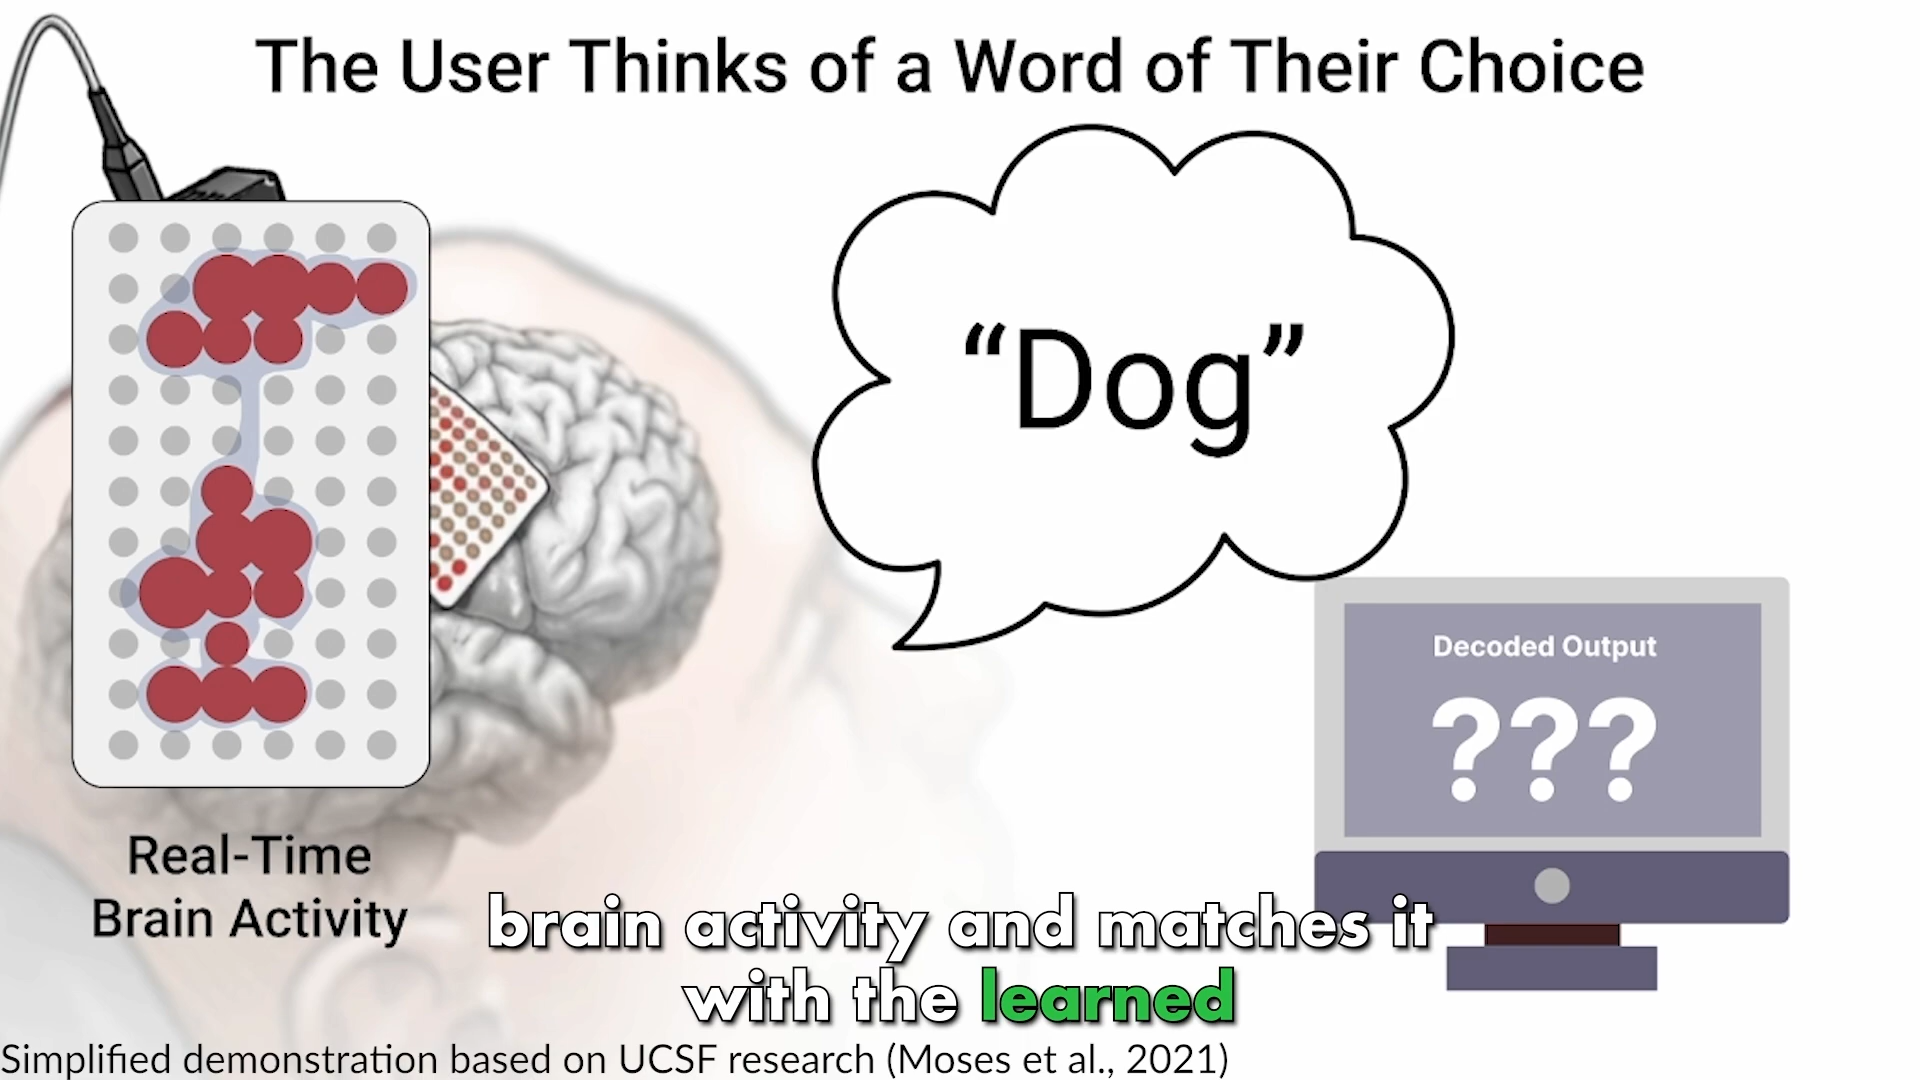 The User Thinks of a Word of Their Choice
“Dog”
Decoded Output
???
Real-Time
Brain Activity
brain activity and matches it
with the learned
Simplified demonstration based on UCSF research (Moses et al., 2021)